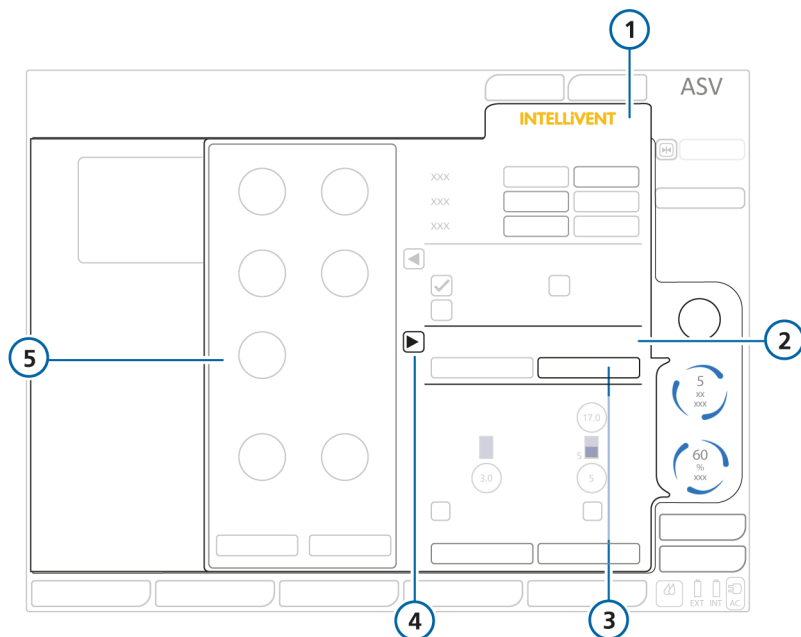 1
ASV
INTELLiVENT
xxx
xxx
xxx
2
5
5
xx
xxx
17.0
5
3.0
5
60
%
xxx
4
3
EXT INT AC